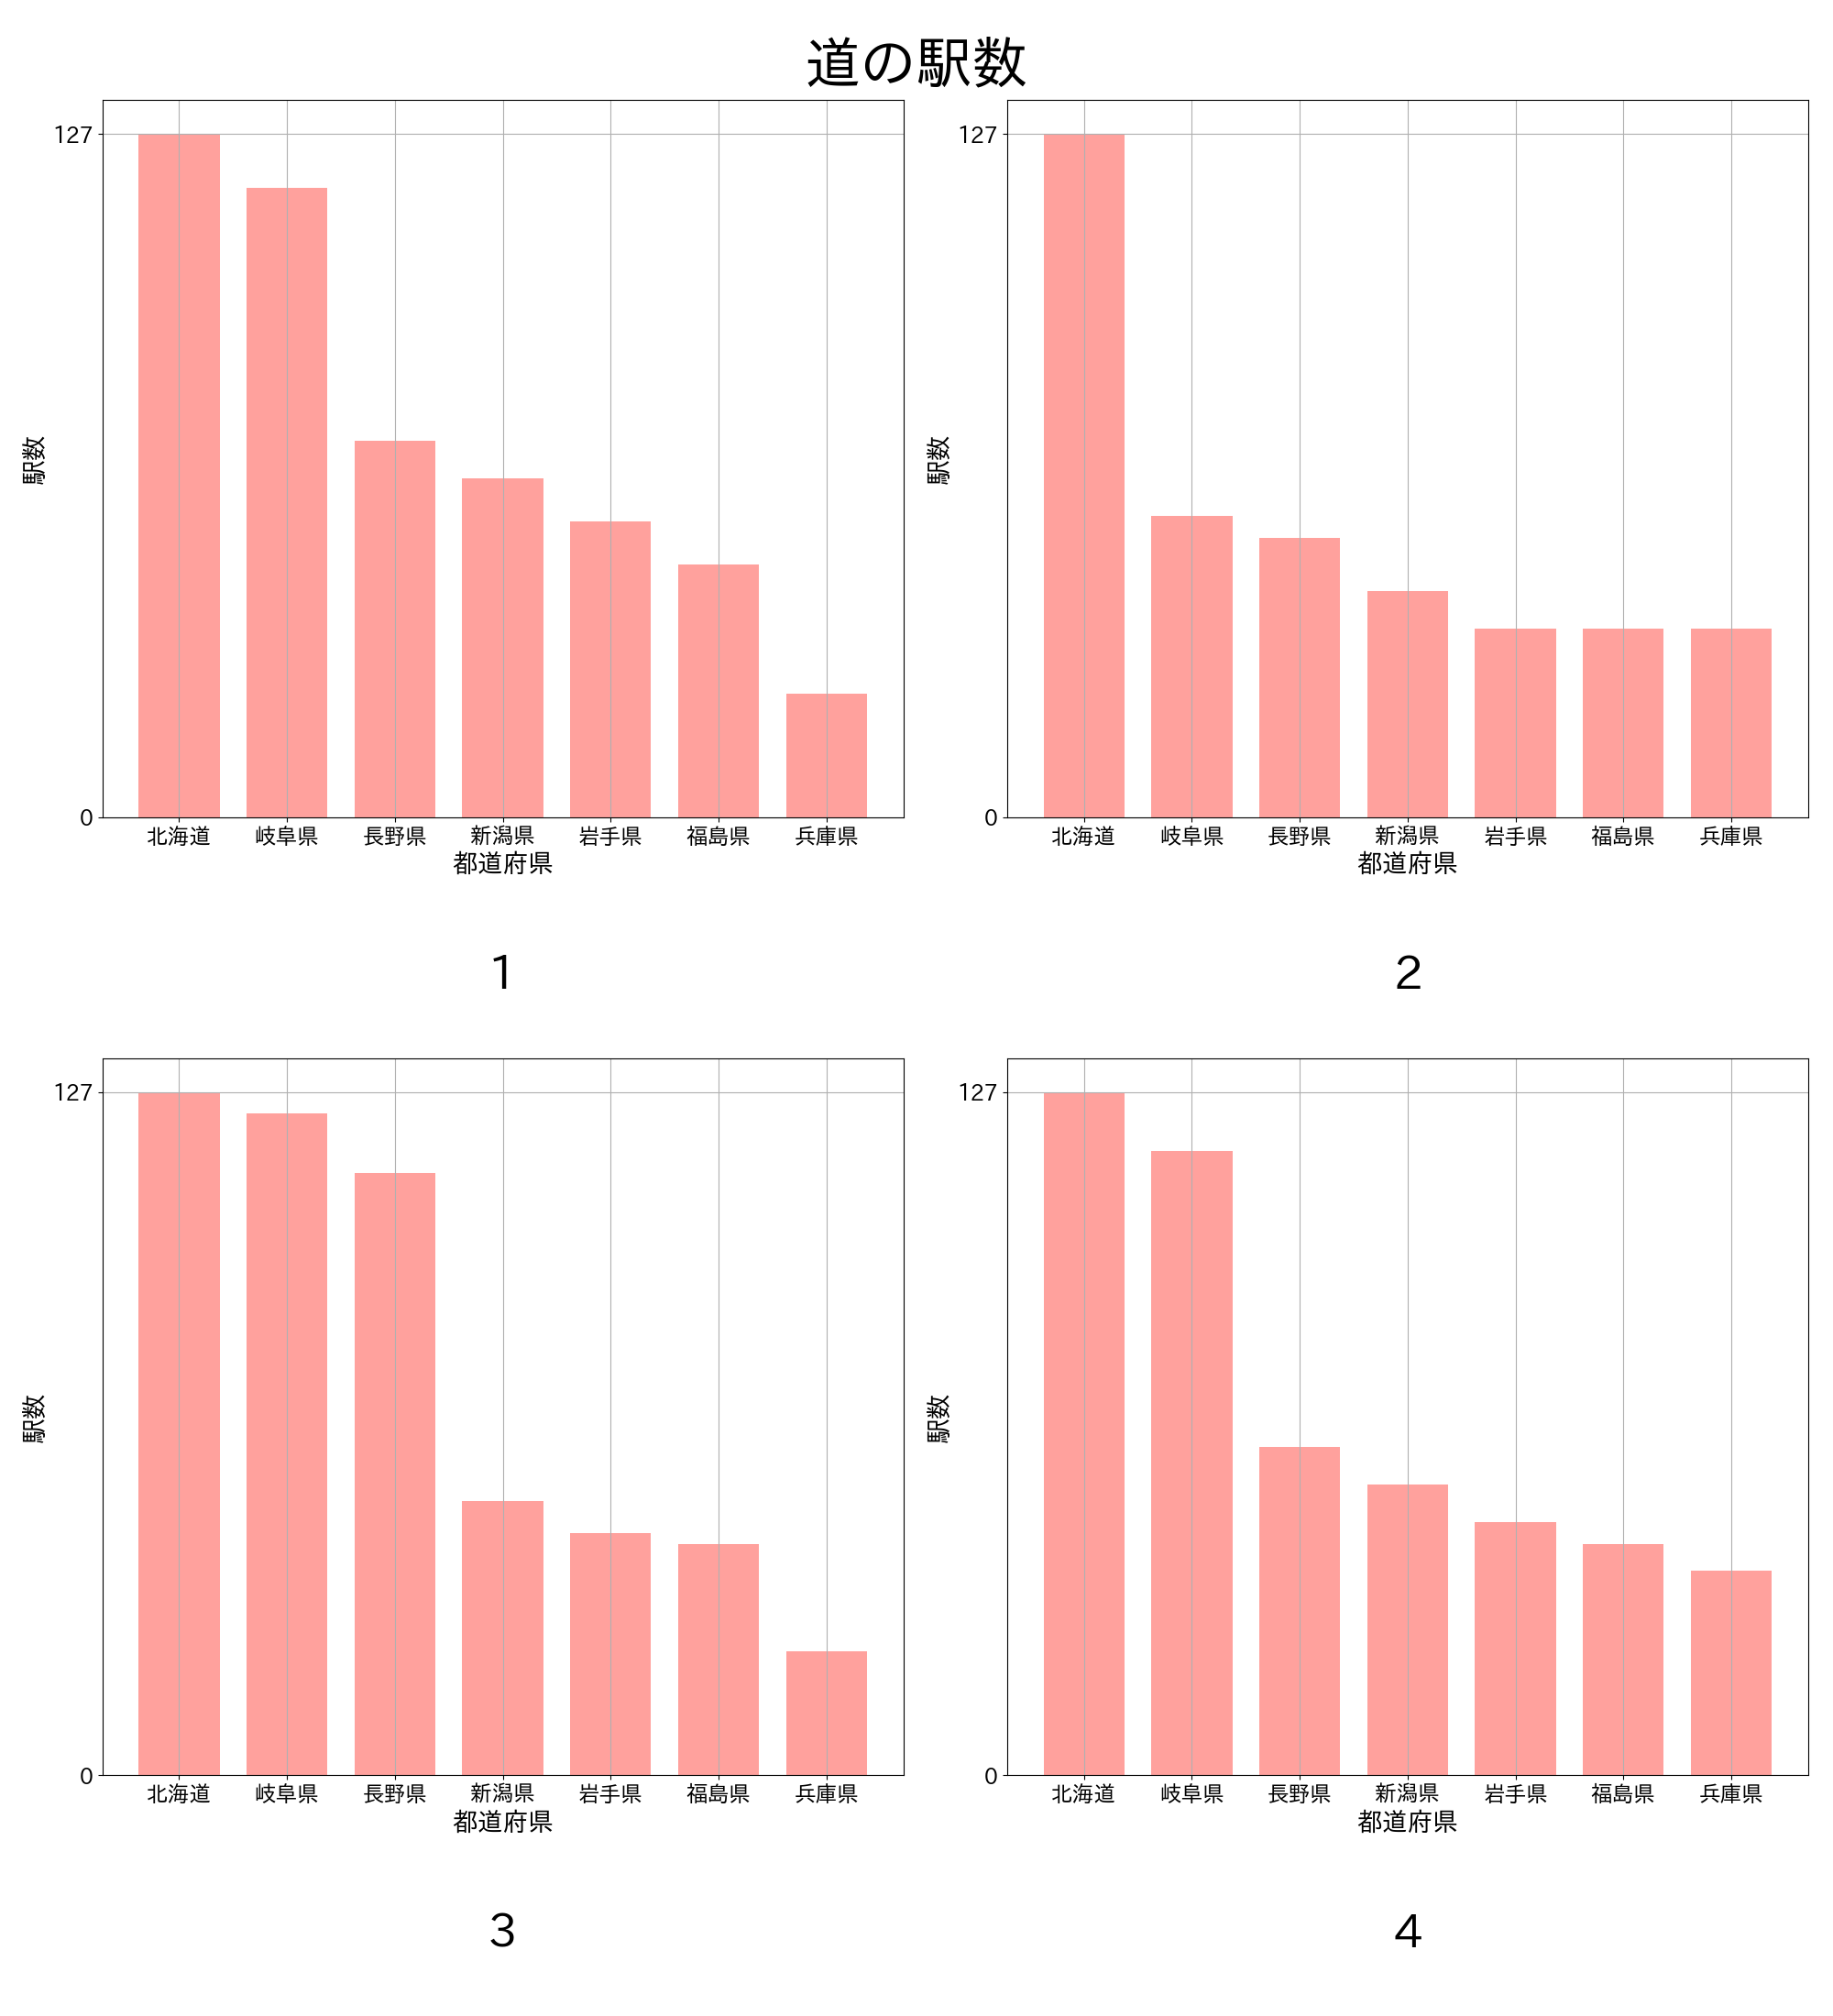 道の駅数
127
0
駅数
北海道 岐阜県 長野県 新潟県 岩手県 福島県 兵庫県
都道府県
1
127
0
駅数
北海道 岐阜県 長野県 新潟県 岩手県 福島県 兵庫県
都道府県
2
127
0
駅数
北海道 岐阜県 長野県 新潟県 岩手県 福島県 兵庫県
都道府県
3
127
0
駅数
北海道 岐阜県 長野県 新潟県 岩手県 福島県 兵庫県
都道府県
4